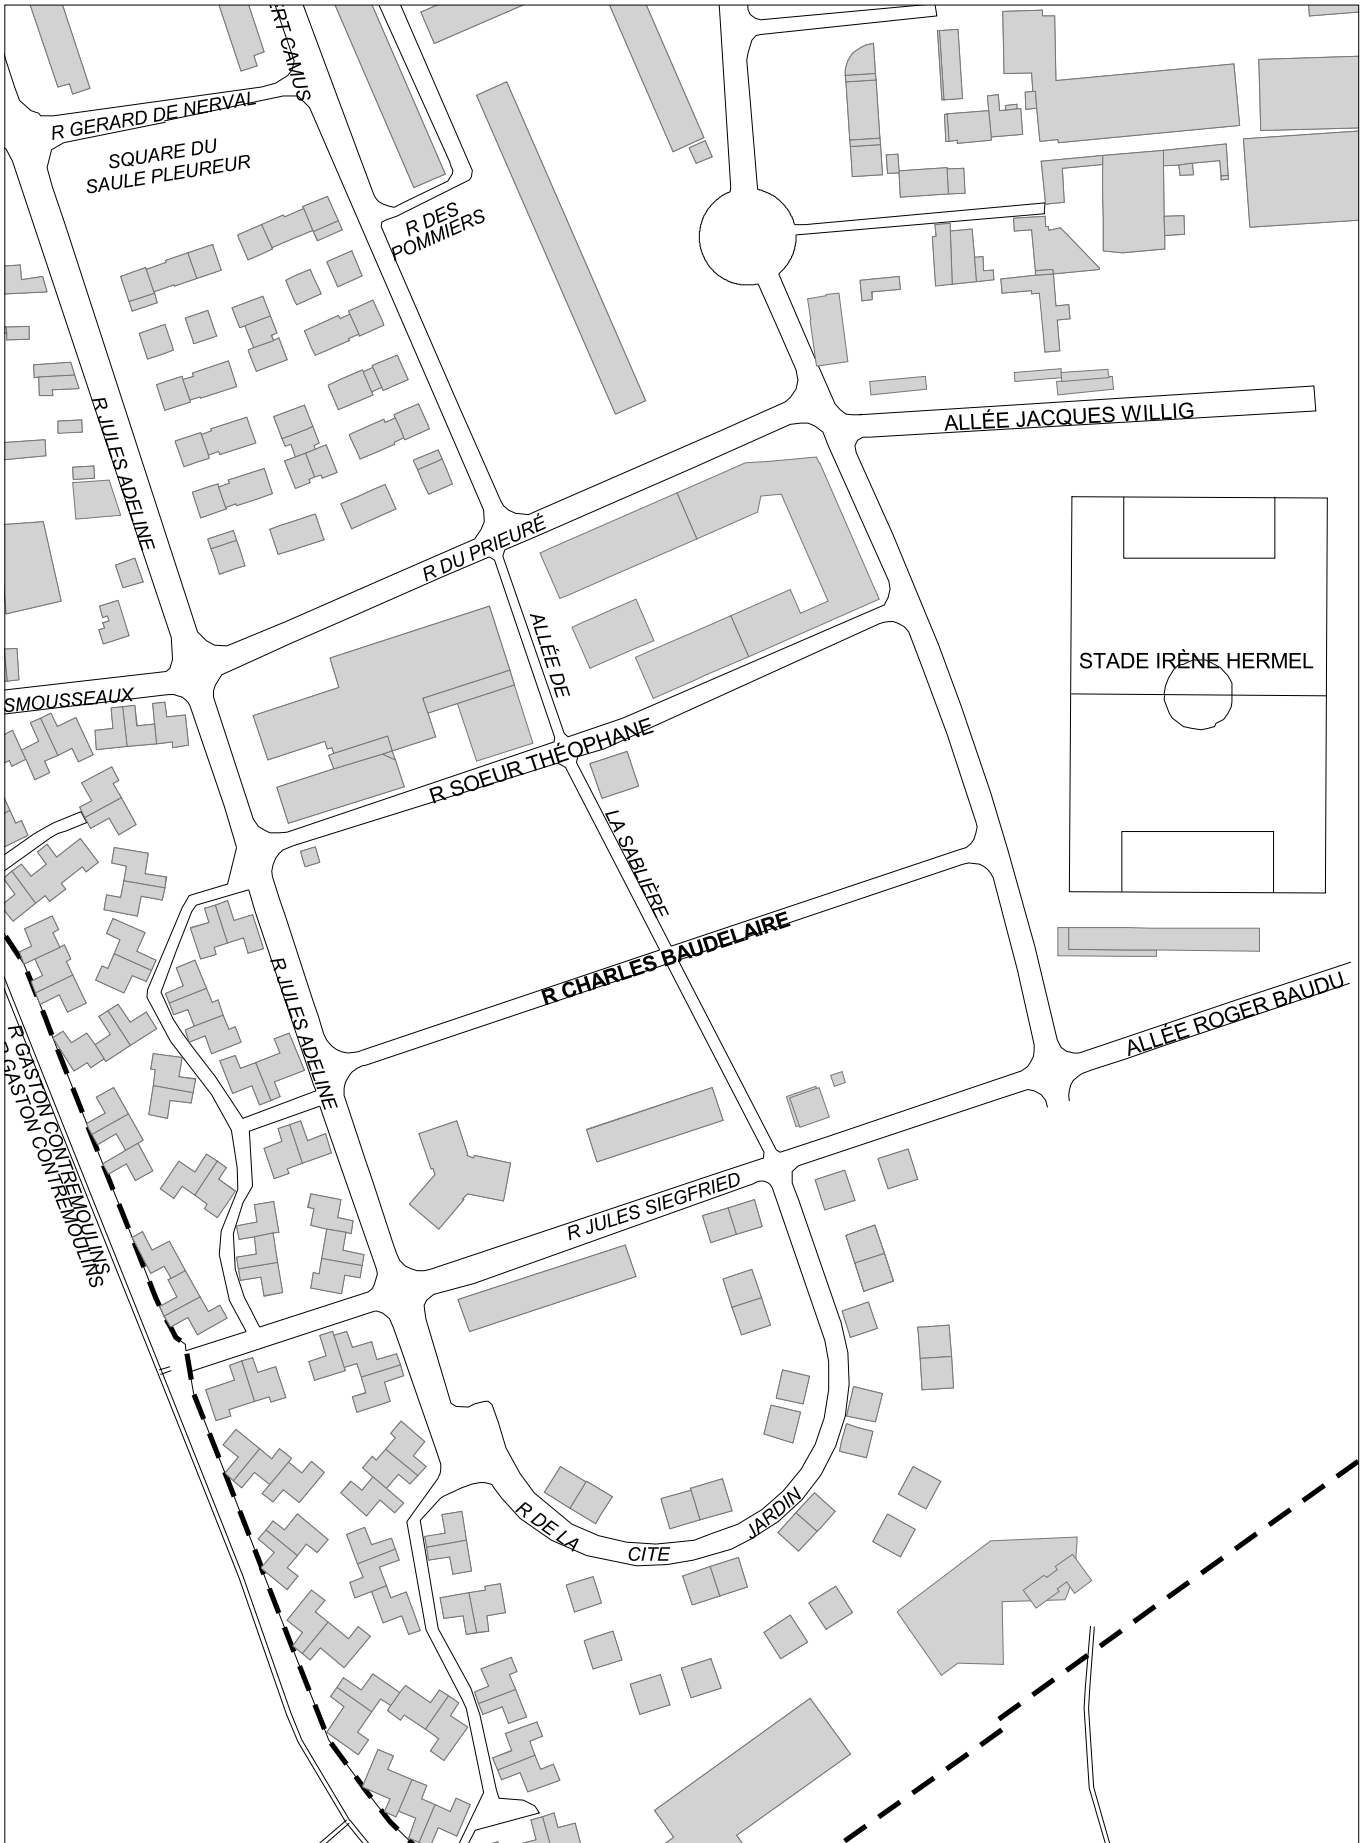 ERT CAMUS
R GERARD DE NERVAL
SQUARE DU
SAULE PLEUREUR
R DES
POMMIERS
R JULES ADELINE
ALLÉE JACQUES WILLIG
R DU PRIEURÉ
ALLÉE DE
LA SABLIÈRE
STADE IRÈNE HERMEL
SMOUSSEAUX
R SOEUR THÉOPHANE
R CHARLES BAUDELAIRE
R JULES ADELINE
ALLÉE ROGER BAUDU
R GASTON CONTREMOULINS
R GASTON CONTREMOULINS
R JULES SIEGFRIED
R DE LA
CITE
JARDIN